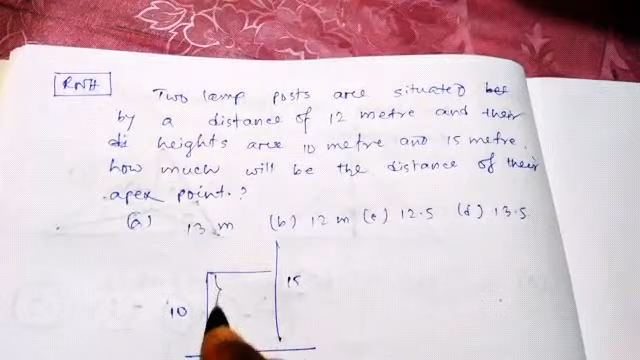 RNH
Two lamp posts are situated bet
by a distance of 12 metre and their
di heights are 10 metre and 15 metre.
how much will be the distance of their
apex point.?
(a) 13 m (b) 12 m (c) 12.5 (d) 13.5
15
10